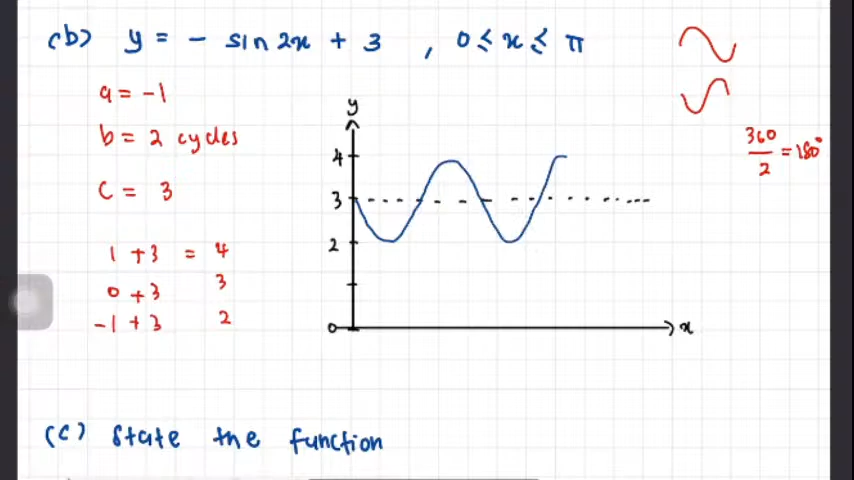 (b) y = - sin 2x + 3 , 0 ≤ x ≤ π
a = -1
b = 2 cycles
c = 3
360/2 = 180°
1 + 3 = 4
0 + 3 3
-1 + 3 2
y
4
3
2
0
x
(c) state the function